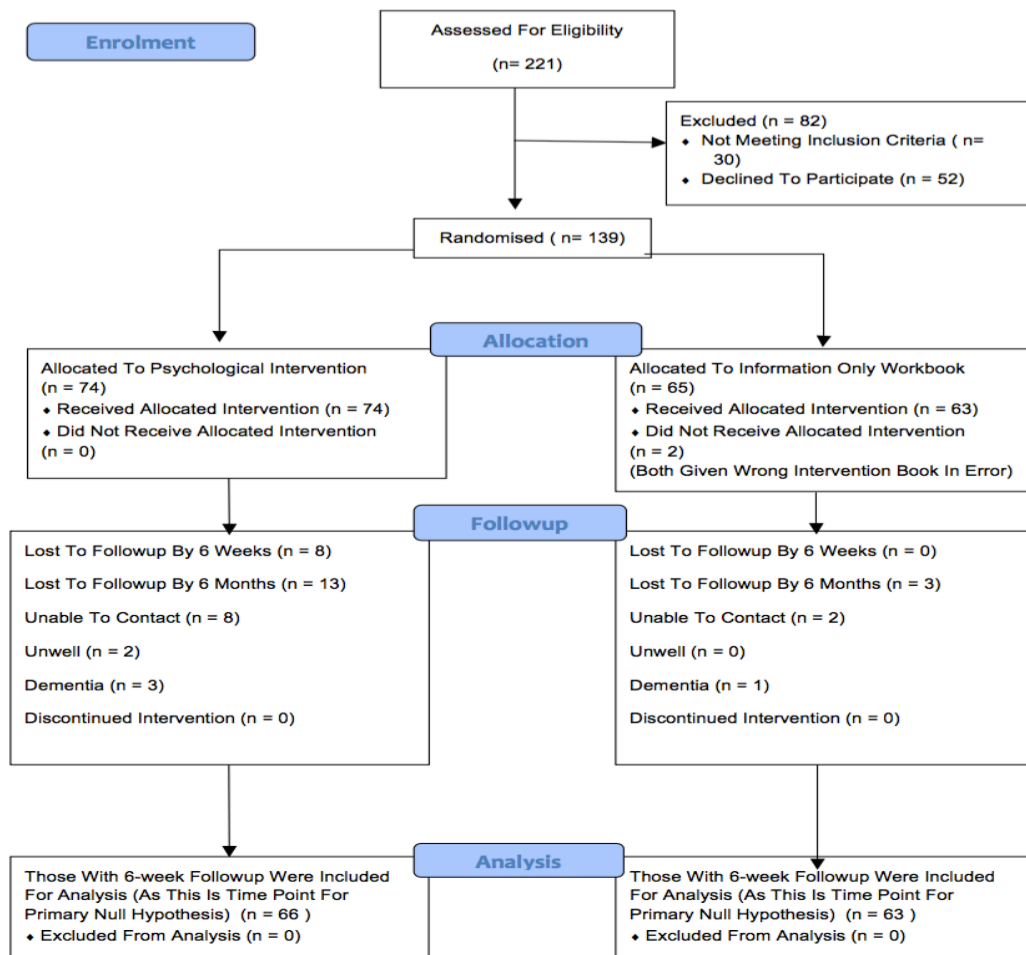 Enrolment
Assessed For Eligibility
(n= 221)
Excluded (n = 82)
⬥ Not Meeting Inclusion Criteria ( n=
30)
⬥ Declined To Participate (n = 52)
Randomised ( n= 139)
Allocation
Allocated To Psychological Intervention
(n = 74)
⬥ Received Allocated Intervention (n = 74)
⬥ Did Not Receive Allocated Intervention
(n = 0)
Allocated To Information Only Workbook
(n = 65)
⬥ Received Allocated Intervention (n = 63)
⬥ Did Not Receive Allocated Intervention
(n = 2)
(Both Given Wrong Intervention Book In Error)
Followup
Lost To Followup By 6 Weeks (n = 8)
Lost To Followup By 6 Months (n = 13)
Unable To Contact (n = 8)
Unwell (n = 2)
Dementia (n = 3)
Discontinued Intervention (n = 0)
Lost To Followup By 6 Weeks (n = 0)
Lost To Followup By 6 Months (n = 3)
Unable To Contact (n = 2)
Unwell (n = 0)
Dementia (n = 1)
Discontinued Intervention (n = 0)
Analysis
Those With 6-week Followup Were Included
For Analysis (As This Is Time Point For
Primary Null Hypothesis) (n = 66 )
⬥ Excluded From Analysis (n = 0)
Those With 6-week Followup Were Included
For Analysis (As This Is Time Point For
Primary Null Hypothesis) (n = 63 )
⬥ Excluded From Analysis (n = 0)